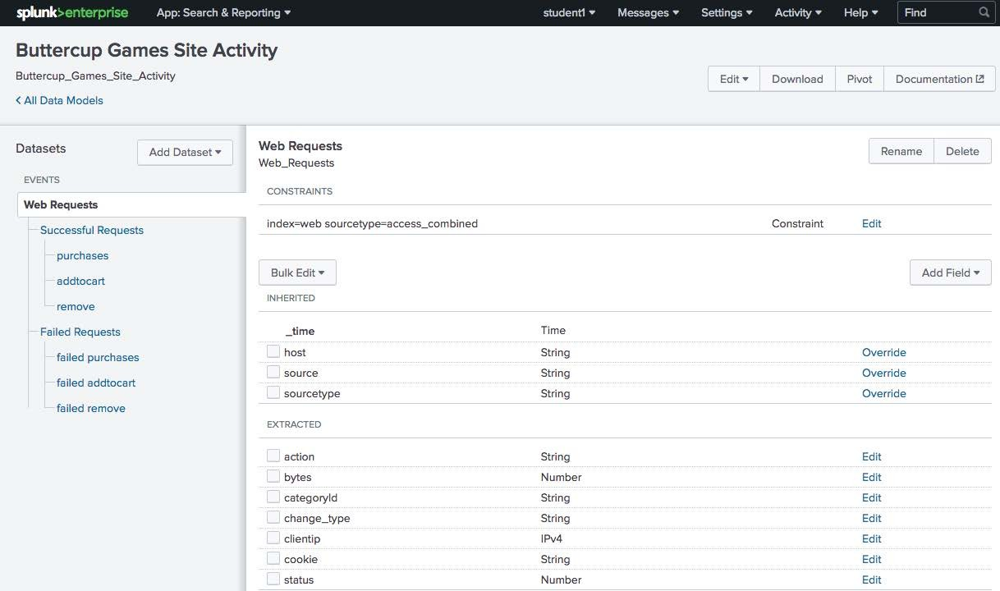 splunk>enterprise App: Search & Reporting student1 Messages Settings Activity Help Find
Buttercup Games Site Activity
Buttercup_Games_Site_Activity
Edit Download Pivot Documentation
< All Data Models
Datasets
Add Dataset
EVENTS
Web Requests
Successful Requests
purchases
addtocart
remove
Failed Requests
failed purchases
failed addtocart
failed remove
Web Requests
Web_Requests
Rename Delete
CONSTRAINTS
index=web sourcetype=access_combined Constraint Edit
Bulk Edit Add Field
INHERITED
_time Time
host String Override
source String Override
sourcetype String Override
EXTRACTED
action String Edit
bytes Number Edit
categoryId String Edit
change_type String Edit
clientip IPv4 Edit
cookie String Edit
status Number Edit